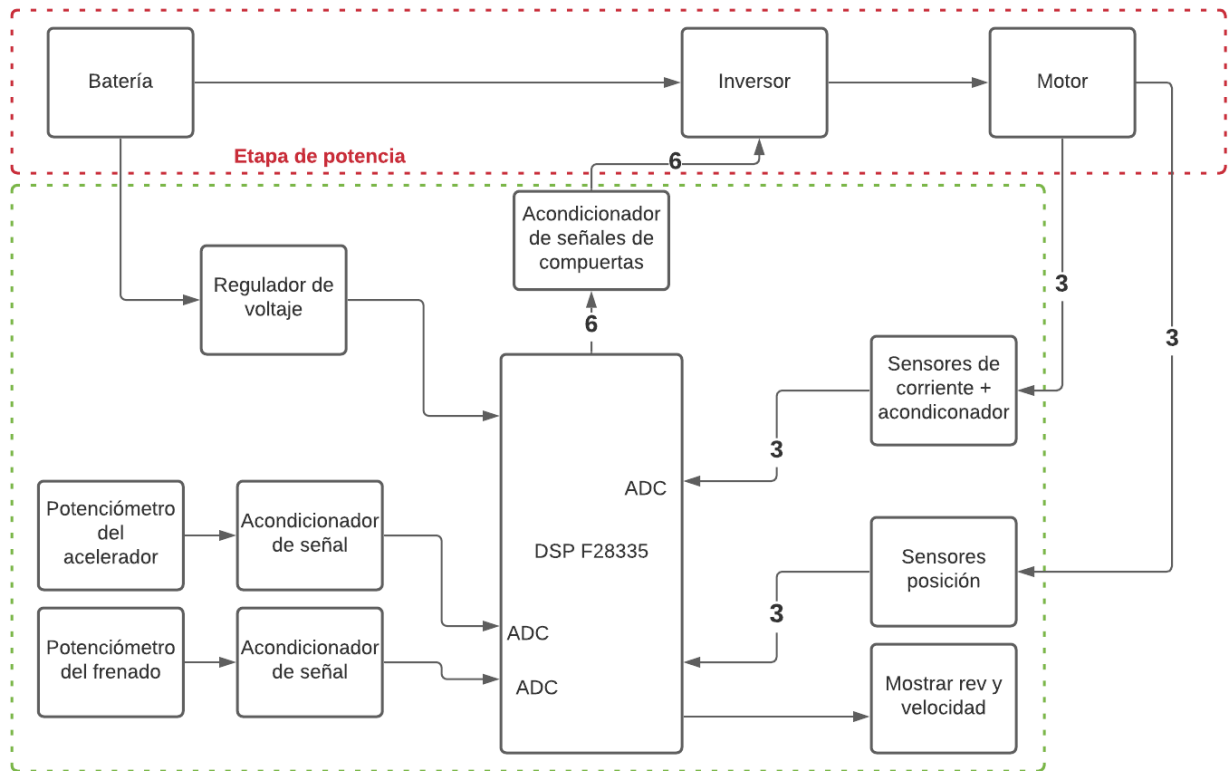 Batería
Inversor
Motor
Etapa de potencia
6
Acondicionador
de señales de
compuertas
Regulador de
voltaje
3
6
3
Sensores de
corriente +
acondiconador
3
ADC
Potenciómetro
del
acelerador
Acondicionador
de señal
DSP F28335
Sensores
posición
3
ADC
Potenciómetro
del frenado
Acondicionador
de señal
ADC
Mostrar rev y
velocidad